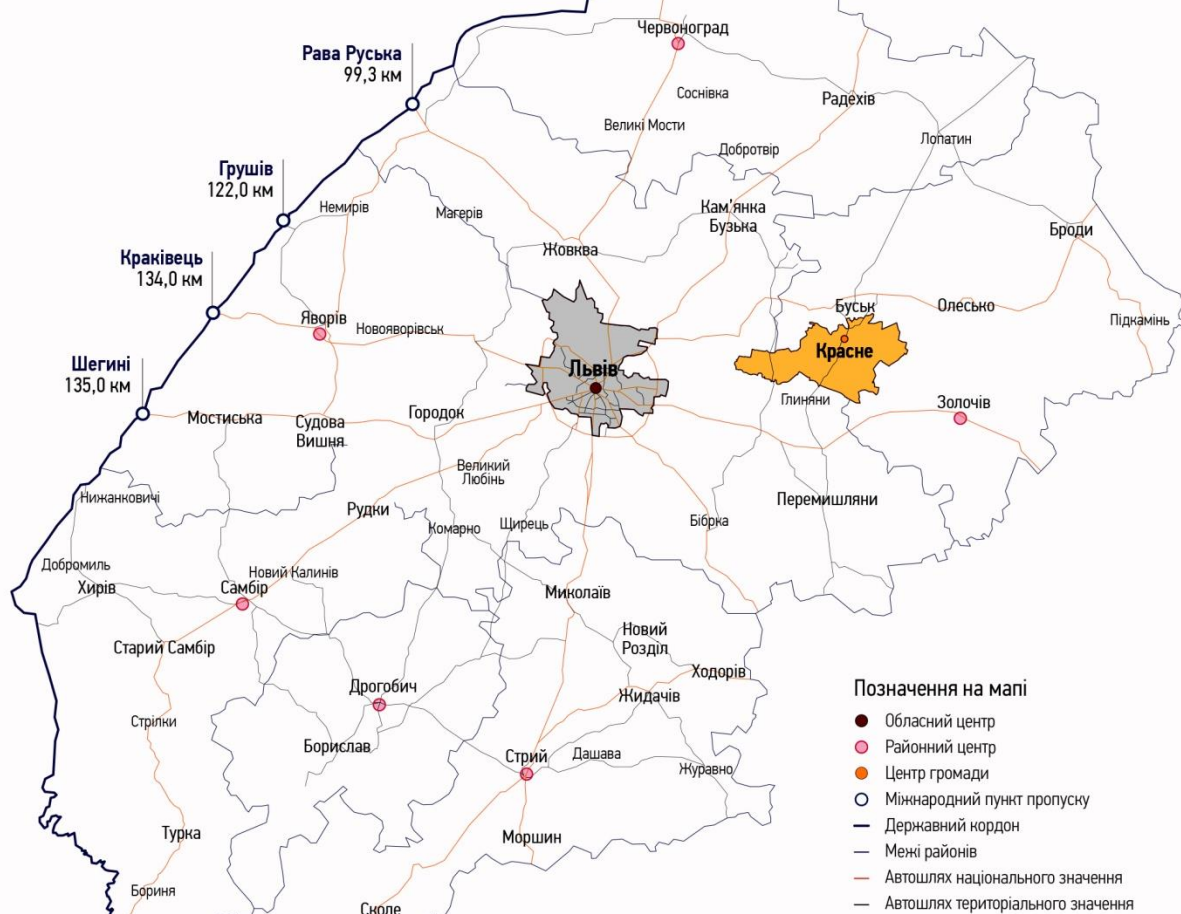 Червоноград
Рава Руська
99,3 км
Соснівка
Радехів
Великі Мости
Лопатин
Добротвір
Грушів
122,0 км
Немирів
Магерів
Кам'янка
Бузька
Броди
Жовква
Краківець
134,0 км
Буськ
Олесько
Яворів
Новояворівськ
Підкамінь
Красне
Шегині
135,0 км
Львів
Глиняни
Золочів
Мостиська
Судова
Вишня
Городок
Великий
Любінь
Нижанковичі
Перемишляни
Рудки
Комарно
Щирець
Бібрка
Добромиль
Хирів
Новий Калинів
Самбір
Миколаїв
Старий Самбір
Новий
Розділ
Ходорів
Дрогобич
Жидачів
Стрілки
Борислав
Стрий
Дашава
Журавно
Турка
Моршин
Бориня
Сколе
Позначення на мапі
Обласний центр
Районний центр
Центр громади
Міжнародний пункт пропуску
Державний кордон
Межі районів
Автошлях національного значення
Автошлях територіального значення